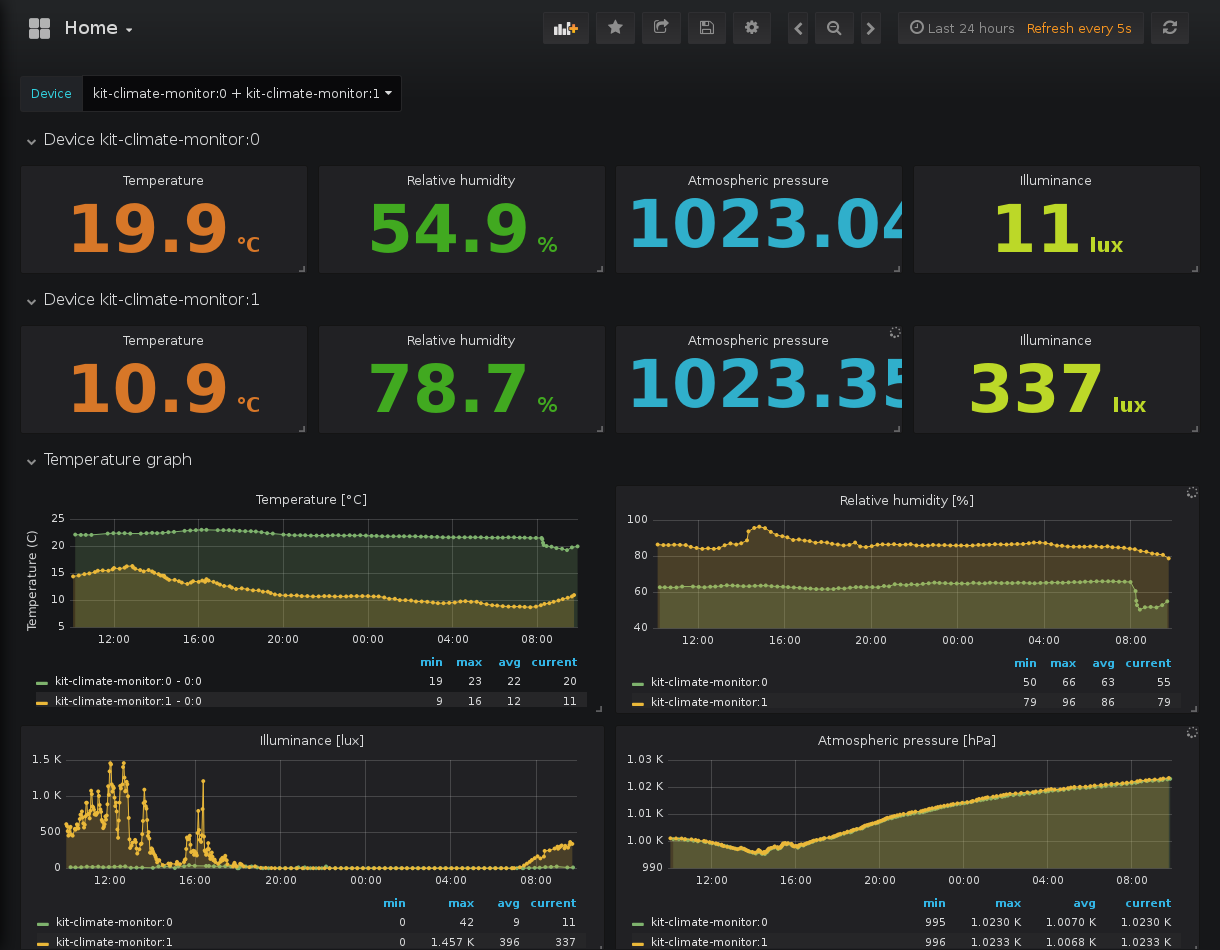 Home
Last 24 hours Refresh every 5s
Device kit-climate-monitor:0 + kit-climate-monitor:1
Device kit-climate-monitor:0
Temperature Relative humidity Atmospheric pressure Illuminance
19.9 °C 54.9 % 1023.04 11 lux
Device kit-climate-monitor:1
Temperature Relative humidity Atmospheric pressure Illuminance
10.9 °C 78.7 % 1023.35 337 lux
Temperature graph
Temperature [°C]
Temperature (C)
25
20
15
10
5
12:00 16:00 20:00 00:00 04:00 08:00
min max avg current
kit-climate-monitor:0 - 0:0 19 23 22 20
kit-climate-monitor:1 - 0:0 9 16 12 11
Relative humidity [%]
100
80
60
40
12:00 16:00 20:00 00:00 04:00 08:00
min max avg current
kit-climate-monitor:0 50 66 63 55
kit-climate-monitor:1 79 96 86 79
Illuminance [lux]
1.5 K
1.0 K
500
0
12:00 16:00 20:00 00:00 04:00 08:00
min max avg current
kit-climate-monitor:0 0 42 9 11
kit-climate-monitor:1 0 1.457 K 396 337
Atmospheric pressure [hPa]
1.03 K
1.02 K
1.01 K
1.00 K
990
12:00 16:00 20:00 00:00 04:00 08:00
min max avg current
kit-climate-monitor:0 995 1.0230 K 1.0070 K 1.0230 K
kit-climate-monitor:1 996 1.0233 K 1.0068 K 1.0233 K